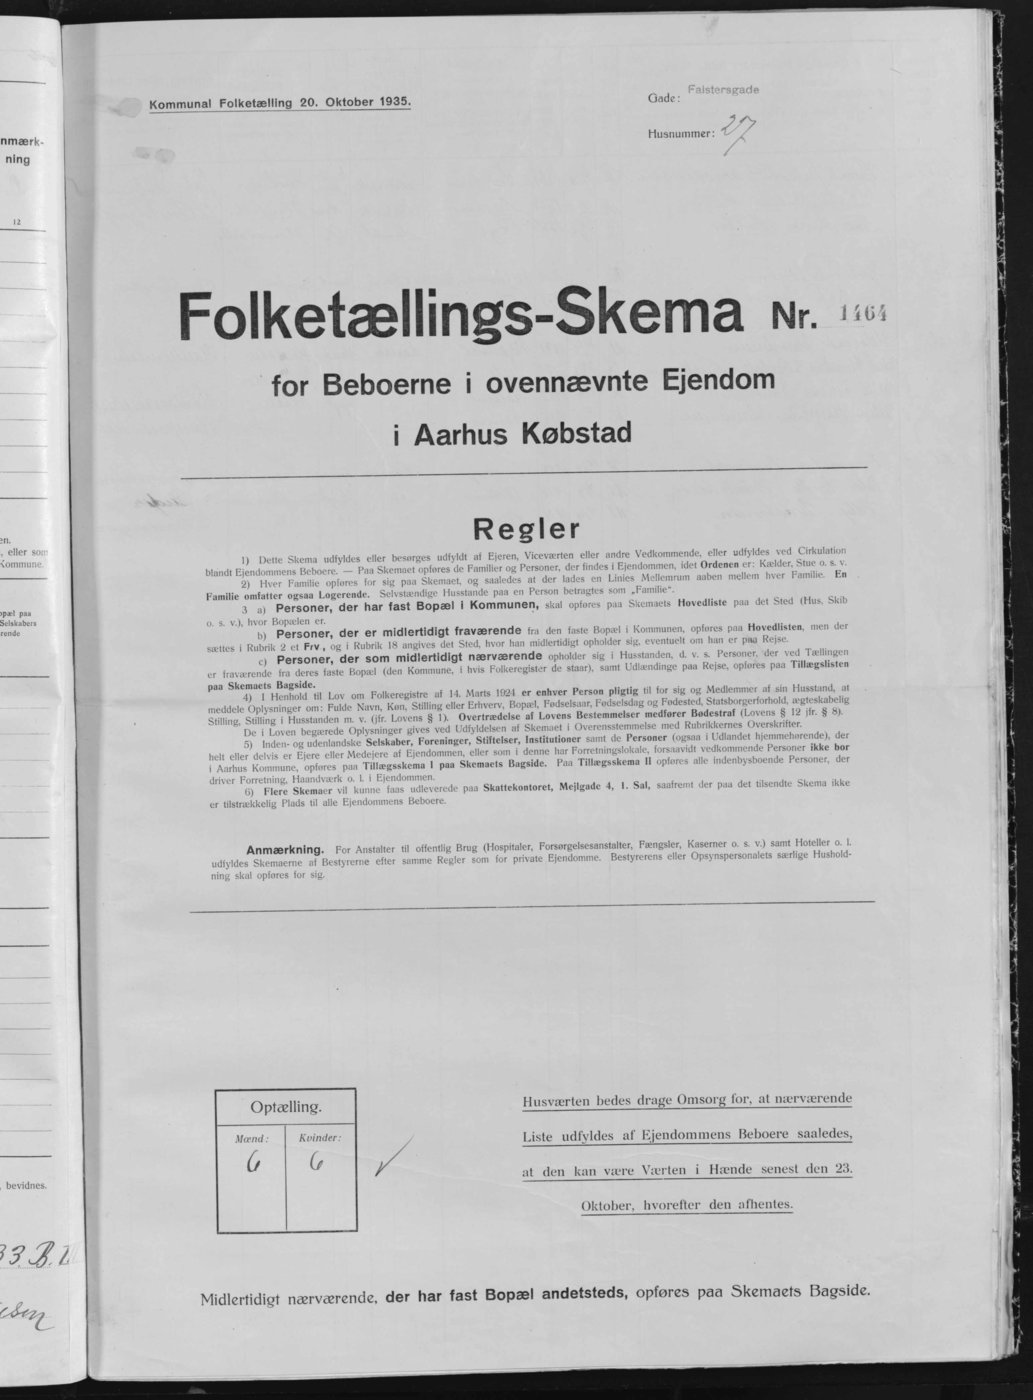 nmærk-
ning
12
en.
, eller som
Kommune.
opæl paa
Selskabers
rende
, bevidnes.
33. B.
esen
Kommunal Folketælling 20. Oktober 1935.
Gade: Falstersgade
Husnummer: 27
Folketællings-Skema Nr. 1464
for Beboerne i ovennævnte Ejendom
i Aarhus Købstad
Regler
1) Dette Skema udfyldes eller besørges udfyldt af Ejeren, Viceværten eller andre Vedkommende, eller udfyldes ved Cirkulation
blandt Ejendommens Beboere. — Paa Skemaet opføres de Familier og Personer, der findes i Ejendommen, idet Ordenen er: Kælder, Stue o. s. v.
2) Hver Familie opføres for sig paa Skemaet, og saaledes at der lades en Linies Mellemrum aaben mellem hver Familie. En
Familie omfatter ogsaa Logerende. Selvstændige Husstande paa en Person betragtes som „Familie".
3 a) Personer, der har fast Bopæl i Kommunen, skal opføres paa Skemaets Hovedliste paa det Sted (Hus, Skib
o. s. v.), hvor Bopælen er.
b) Personer, der er midlertidigt fraværende fra den faste Bopæl i Kommunen, opføres paa Hovedlisten, men der
sættes i Rubrik 2 et Frv., og i Rubrik 18 angives det Sted, hvor han midlertidigt opholder sig, eventuelt om han er paa Rejse.
c) Personer, der som midlertidigt nærværende opholder sig i Husstanden, d. v. s. Personer, der ved Tællingen
er fraværende fra deres faste Bopæl (den Kommune, i hvis Folkeregister de staar), samt Udlændinge paa Rejse, opføres paa Tillægslisten
paa Skemaets Bagside.
4) I Henhold til Lov om Folkeregistre af 14. Marts 1924 er enhver Person pligtig til for sig og Medlemmer af sin Husstand, at
meddele Oplysninger om: Fulde Navn, Køn, Stilling eller Erhverv, Bopæl, Fødselsaar, Fødselsdag og Fødested, Statsborgerforhold, ægteskabelig
Stilling, Stilling i Husstanden m. v. (jfr. Lovens § 1). Overtrædelse af Lovens Bestemmelser medfører Bødestraf (Lovens § 12 jfr. § 8).
De i Loven begærede Oplysninger gives ved Udfyldelsen af Skemaet i Overensstemmelse med Rubrikkernes Overskrifter.
5) Inden- og udenlandske Selskaber, Foreninger, Stiftelser, Institutioner samt de Personer (ogsaa i Udlandet hjemmehørende), der
helt eller delvis er Ejere eller Medejere af Ejendommen, eller som i denne har Forretningslokale, forsaavidt vedkommende Personer ikke bor
i Aarhus Kommune, opføres paa Tillægsskema I paa Skemaets Bagside. Paa Tillægsskema II opføres alle indenbysboende Personer, der
driver Forretning, Haandværk o. l. i Ejendommen.
6) Flere Skemaer vil kunne faas udleverede paa Skattekontoret, Mejlgade 4, 1. Sal, saafremt der paa det tilsendte Skema ikke
er tilstrækkelig Plads til alle Ejendommens Beboere.
Anmærkning. For Anstalter til offentlig Brug (Hospitaler, Forsørgelsesanstalter, Fængsler, Kaserner o. s. v.) samt Hoteller o. l.
udfyldes Skemaerne af Bestyrerne efter samme Regler som for private Ejendomme. Bestyrerens eller Opsynspersonalets særlige Hushold-
ning skal opføres for sig.
Optælling.
Mænd: Kvinder:
6 6 ✓
Husværten bedes drage Omsorg for, at nærværende
Liste udfyldes af Ejendommens Beboere saaledes,
at den kan være Værten i Hænde senest den 23.
Oktober, hvorefter den afhentes.
Midlertidigt nærværende, der har fast Bopæl andetsteds, opføres paa Skemaets Bagside.